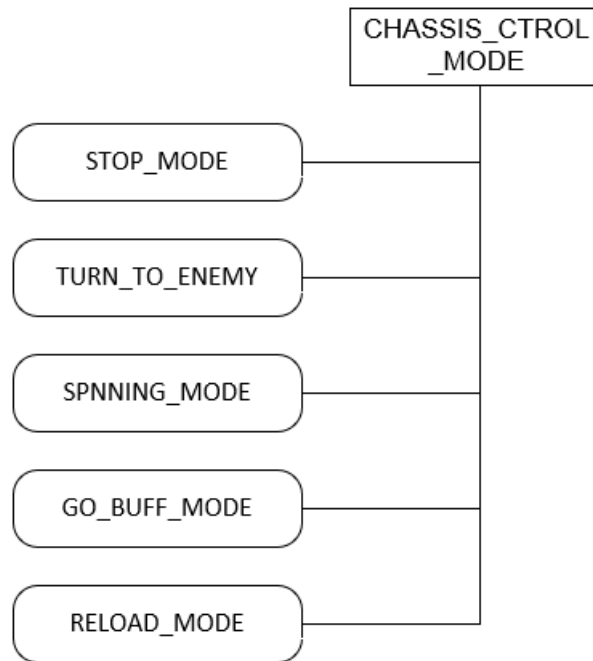 CHASSIS_CTROL
_MODE
STOP_MODE
TURN_TO_ENEMY
SPNNING_MODE
GO_BUFF_MODE
RELOAD_MODE